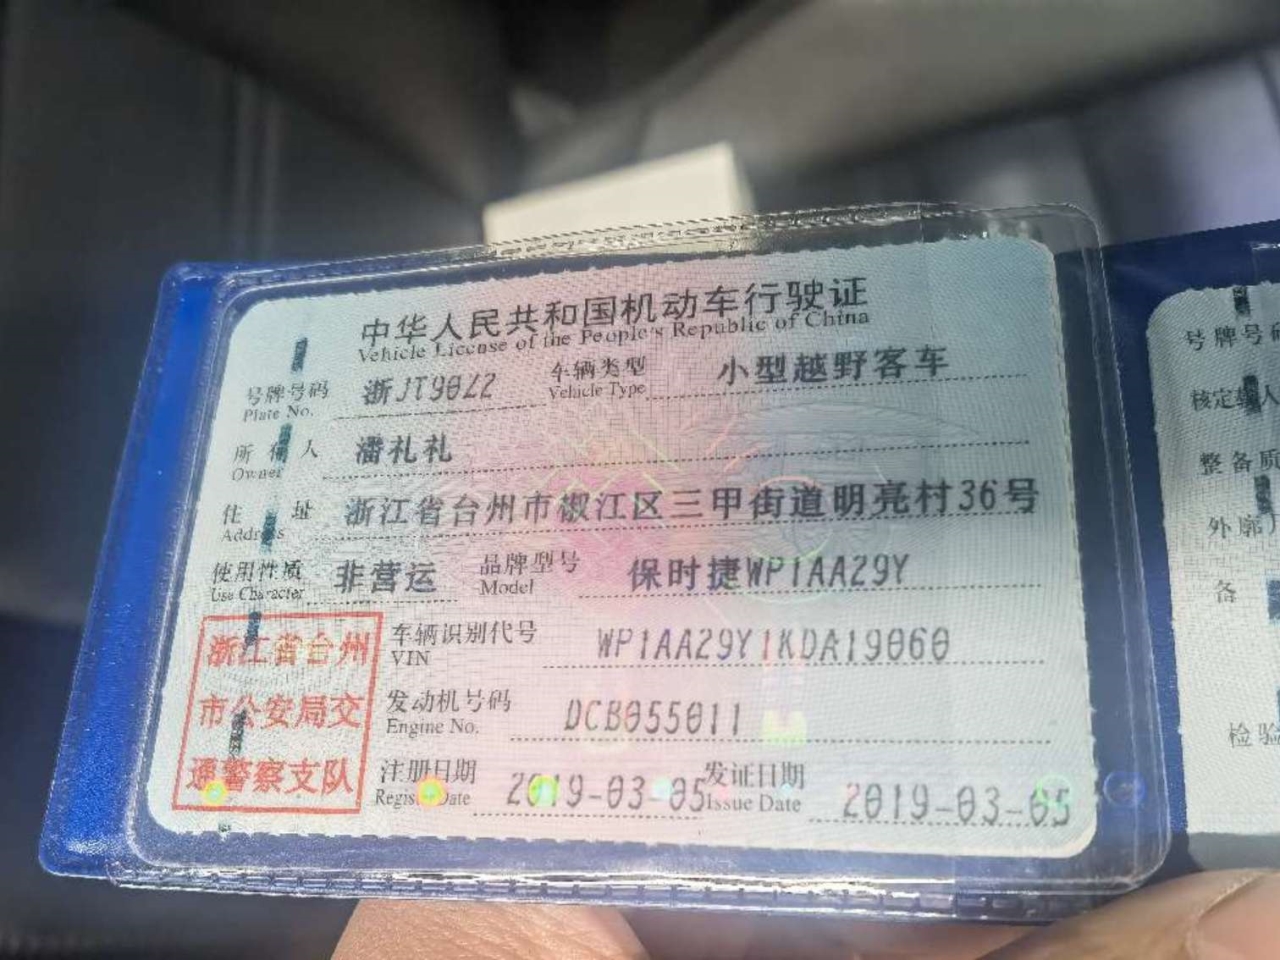 中华人民共和国机动车行驶证
Vehicle License of the People's Republic of China
号牌号码 浙JT90Z2 车辆类型 小型越野客车
Plate No. Vehicle Type
所有人 潘礼礼
Owner
住址 浙江省台州市椒江区三甲街道明亮村36号
Address
使用性质 非营运 品牌型号 保时捷WP1AA29Y
Use Character Model
浙江省台州
市公安局交
通警察支队
车辆识别代号 WP1AA29Y1KDA19060
VIN
发动机号码 DCB055011
Engine No.
注册日期 2019-03-05 发证日期 2019-03-05
Register Date Issue Date
号牌号码
核定载人
整备质
外廓
备
检验